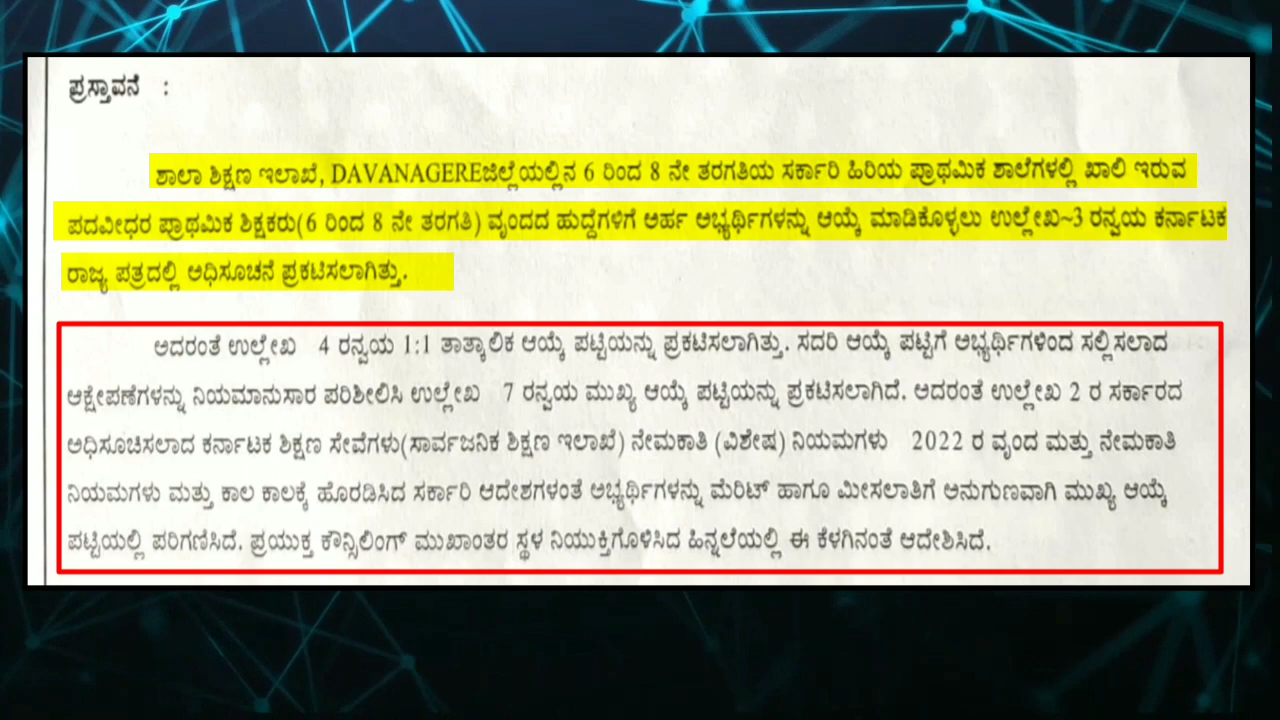 ಪ್ರಸ್ತಾವನೆ :
ಶಾಲಾ ಶಿಕ್ಷಣ ಇಲಾಖೆ, DAVANAGEREಜಿಲ್ಲೆಯಲ್ಲಿನ 6 ರಿಂದ 8 ನೇ ತರಗತಿಯ ಸರ್ಕಾರಿ ಹಿರಿಯ ಪ್ರಾಥಮಿಕ ಶಾಲೆಗಳಲ್ಲಿ ಖಾಲಿ ಇರುವ
ಪದವೀಧರ ಪ್ರಾಥಮಿಕ ಶಿಕ್ಷಕರು(6 ರಿಂದ 8 ನೇ ತರಗತಿ) ವೃಂದದ ಹುದ್ದೆಗಳಿಗೆ ಅರ್ಹ ಅಭ್ಯರ್ಥಿಗಳನ್ನು ಆಯ್ಕೆ ಮಾಡಿಕೊಳ್ಳಲು ಉಲ್ಲೇಖ~3 ರನ್ವಯ ಕರ್ನಾಟಕ
ರಾಜ್ಯ ಪತ್ರದಲ್ಲಿ ಅಧಿಸೂಚನೆ ಪ್ರಕಟಿಸಲಾಗಿತ್ತು.
ಅದರಂತೆ ಉಲ್ಲೇಖ 4 ರನ್ವಯ 1:1 ತಾತ್ಕಾಲಿಕ ಆಯ್ಕೆ ಪಟ್ಟಿಯನ್ನು ಪ್ರಕಟಿಸಲಾಗಿತ್ತು. ಸದರಿ ಆಯ್ಕೆ ಪಟ್ಟಿಗೆ ಅಭ್ಯರ್ಥಿಗಳಿಂದ ಸಲ್ಲಿಸಲಾದ
ಆಕ್ಷೇಪಣೆಗಳನ್ನು ನಿಯಮಾನುಸಾರ ಪರಿಶೀಲಿಸಿ ಉಲ್ಲೇಖ 7 ರನ್ವಯ ಮುಖ್ಯ ಆಯ್ಕೆ ಪಟ್ಟಿಯನ್ನು ಪ್ರಕಟಿಸಲಾಗಿದೆ. ಅದರಂತೆ ಉಲ್ಲೇಖ 2 ರ ಸರ್ಕಾರದ
ಅಧಿಸೂಚಿಸಲಾದ ಕರ್ನಾಟಕ ಶಿಕ್ಷಣ ಸೇವೆಗಳು(ಸಾರ್ವಜನಿಕ ಶಿಕ್ಷಣ ಇಲಾಖೆ) ನೇಮಕಾತಿ (ವಿಶೇಷ) ನಿಯಮಗಳು 2022 ರ ವೃಂದ ಮತ್ತು ನೇಮಕಾತಿ
ನಿಯಮಗಳು ಮತ್ತು ಕಾಲ ಕಾಲಕ್ಕೆ ಹೊರಡಿಸಿದ ಸರ್ಕಾರಿ ಆದೇಶಗಳಂತೆ ಅಭ್ಯರ್ಥಿಗಳನ್ನು ಮೆರಿಟ್ ಹಾಗೂ ಮೀಸಲಾತಿಗೆ ಅನುಗುಣವಾಗಿ ಮುಖ್ಯ ಆಯ್ಕೆ
ಪಟ್ಟಿಯಲ್ಲಿ ಪರಿಗಣಿಸಿದೆ. ಪ್ರಯುಕ್ತ ಕೌನ್ಸಿಲಿಂಗ್ ಮುಖಾಂತರ ಸ್ಥಳ ನಿಯುಕ್ತಿಗೊಳಿಸಿದ ಹಿನ್ನಲೆಯಲ್ಲಿ ಈ ಕೆಳಗಿನಂತೆ ಆದೇಶಿಸಿದೆ.